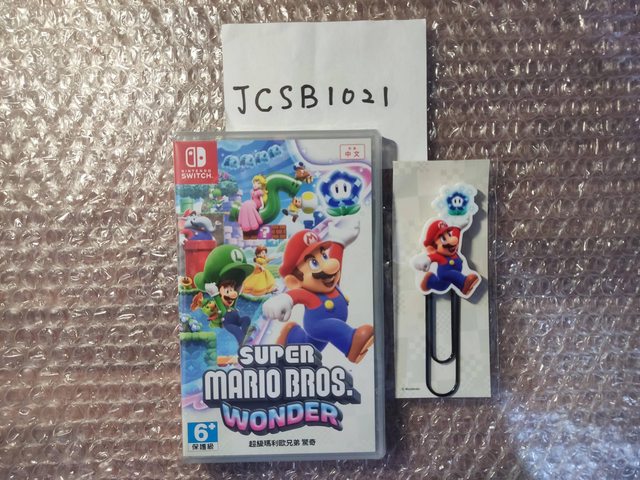 JCSB1021
NINTENDO
SWITCH
中文
SUPER
MARIO BROS.
WONDER
超級瑪利歐兄弟 驚奇
6+
保護級
© Nintendo